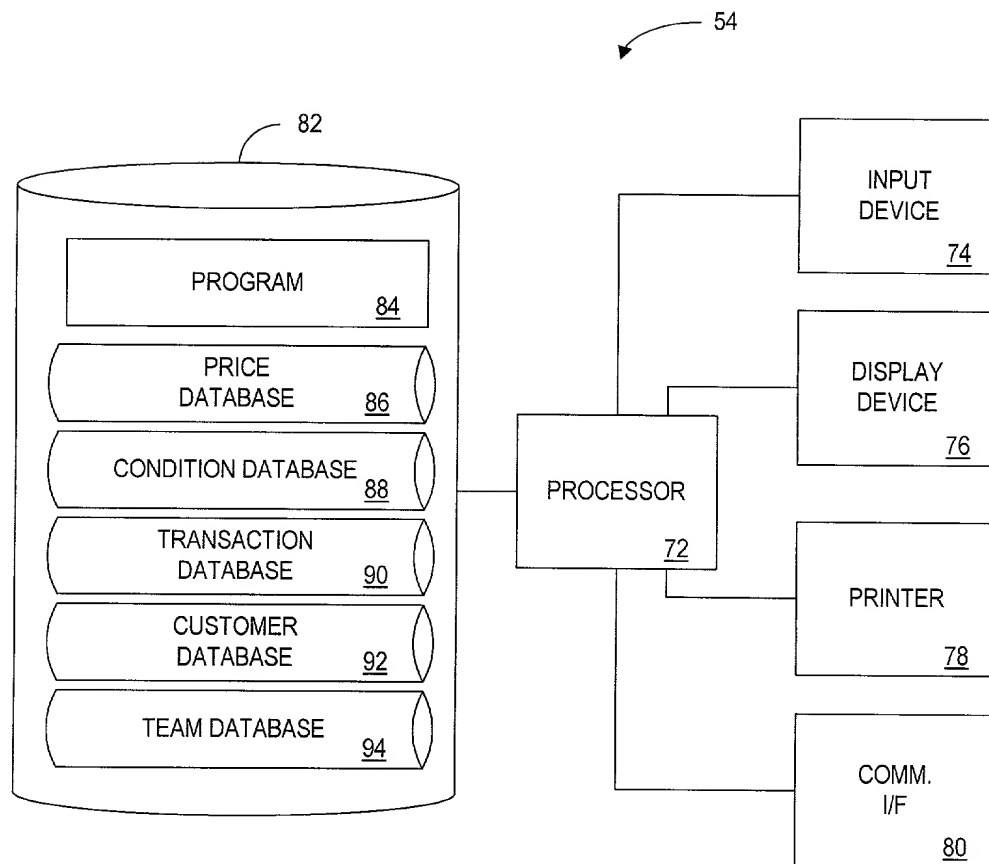 54
82
PROGRAM
84
PRICE
DATABASE
86
CONDITION DATABASE
88
TRANSACTION
DATABASE
90
CUSTOMER
DATABASE
92
TEAM DATABASE
94
PROCESSOR
72
INPUT
DEVICE
74
DISPLAY
DEVICE
76
PRINTER
78
COMM.
I/F
80